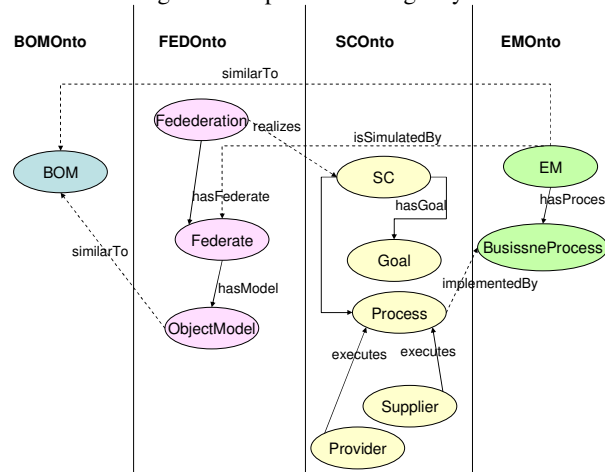 BOMOnto FEDOnto SCOnto EMOnto
similarTo
Fedederation
realizes
isSimulatedBy
BOM
SC
EM
hasFederate
hasGoal
hasProces
Federate
Goal
BusissneProcess
similarTo
hasModel
implementedBy
ObjectModel
Process
executes
executes
Supplier
Provider